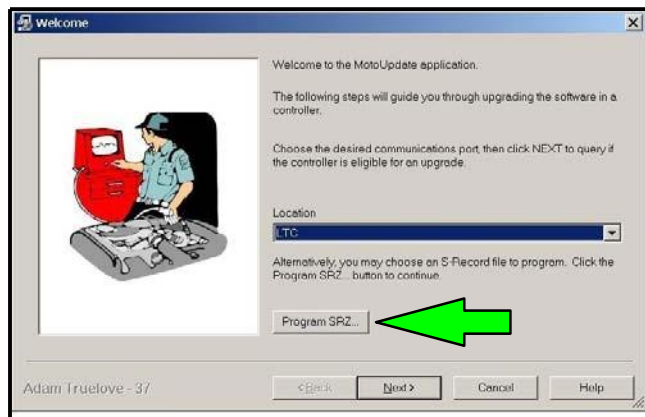 Welcome
Welcome to the MotoUpdate application.
The following steps will guide you through upgrading the software in a
controller.
Choose the desired communications port, then click NEXT to query if
the controller is eligible for an upgrade.
Location
LTC
Alternatively, you may choose an S-Record file to program. Click the
Program SRZ... button to continue.
Program SRZ...
Adam Truelove - 37
< Back
Next >
Cancel
Help